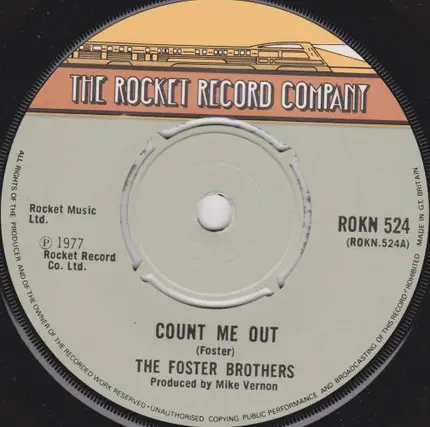 THE ROCKET RECORD COMPANY
Rocket Music
Ltd.
℗ 1977
Rocket Record
Co. Ltd.
ROKN 524
(ROKN.524A)
COUNT ME OUT
(Foster)
THE FOSTER BROTHERS
Produced by Mike Vernon
ALL RIGHTS OF THE PRODUCER AND OF THE OWNER OF THE RECORDED WORK RESERVED • UNAUTHORISED COPYING, PUBLIC PERFORMANCE AND BROADCASTING OF THIS RECORD PROHIBITED. MADE IN GT. BRITAIN